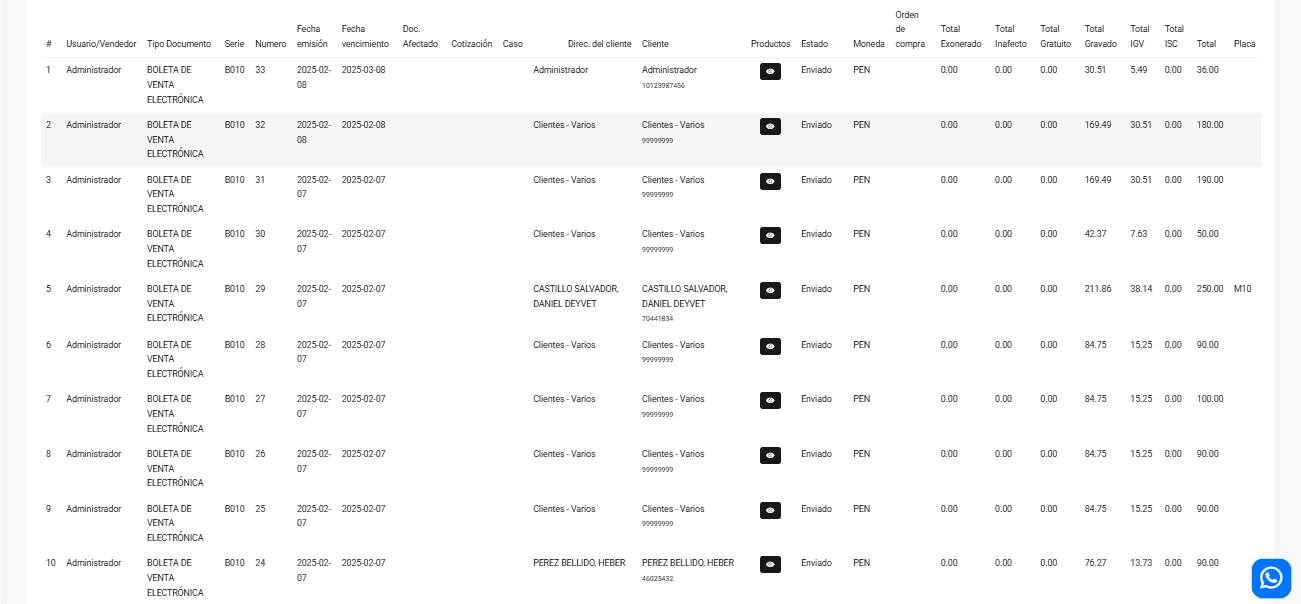 # Usuario/Vendedor Tipo Documento Serie Numero Fecha emisión Fecha vencimiento Doc. Afectado Cotización Caso Direc. del cliente Cliente Productos Estado Moneda Orden de compra Total Exonerado Total Inafecto Total Gratuito Total Gravado Total IGV Total ISC Total Placa
1 Administrador BOLETA DE VENTA ELECTRÓNICA B010 33 2025-02-08 2025-03-08 Administrador Administrador 10123987456 Enviado PEN 0.00 0.00 0.00 30.51 5.49 0.00 36.00
2 Administrador BOLETA DE VENTA ELECTRÓNICA B010 32 2025-02-08 2025-02-08 Clientes - Varios Clientes - Varios 99999999 Enviado PEN 0.00 0.00 0.00 169.49 30.51 0.00 180.00
3 Administrador BOLETA DE VENTA ELECTRÓNICA B010 31 2025-02-07 2025-02-07 Clientes - Varios Clientes - Varios 99999999 Enviado PEN 0.00 0.00 0.00 169.49 30.51 0.00 190.00
4 Administrador BOLETA DE VENTA ELECTRÓNICA B010 30 2025-02-07 2025-02-07 Clientes - Varios Clientes - Varios 99999999 Enviado PEN 0.00 0.00 0.00 42.37 7.63 0.00 50.00
5 Administrador BOLETA DE VENTA ELECTRÓNICA B010 29 2025-02-07 2025-02-07 CASTILLO SALVADOR, DANIEL DEYVET CASTILLO SALVADOR, DANIEL DEYVET 70441834 Enviado PEN 0.00 0.00 0.00 211.86 38.14 0.00 250.00 M10
6 Administrador BOLETA DE VENTA ELECTRÓNICA B010 28 2025-02-07 2025-02-07 Clientes - Varios Clientes - Varios 99999999 Enviado PEN 0.00 0.00 0.00 84.75 15.25 0.00 90.00
7 Administrador BOLETA DE VENTA ELECTRÓNICA B010 27 2025-02-07 2025-02-07 Clientes - Varios Clientes - Varios 99999999 Enviado PEN 0.00 0.00 0.00 84.75 15.25 0.00 100.00
8 Administrador BOLETA DE VENTA ELECTRÓNICA B010 26 2025-02-07 2025-02-07 Clientes - Varios Clientes - Varios 99999999 Enviado PEN 0.00 0.00 0.00 84.75 15.25 0.00 90.00
9 Administrador BOLETA DE VENTA ELECTRÓNICA B010 25 2025-02-07 2025-02-07 Clientes - Varios Clientes - Varios 99999999 Enviado PEN 0.00 0.00 0.00 84.75 15.25 0.00 90.00
10 Administrador BOLETA DE VENTA ELECTRÓNICA B010 24 2025-02-07 2025-02-07 PEREZ BELLIDO, HEBER PEREZ BELLIDO, HEBER 46025432 Enviado PEN 0.00 0.00 0.00 76.27 13.73 0.00 90.00